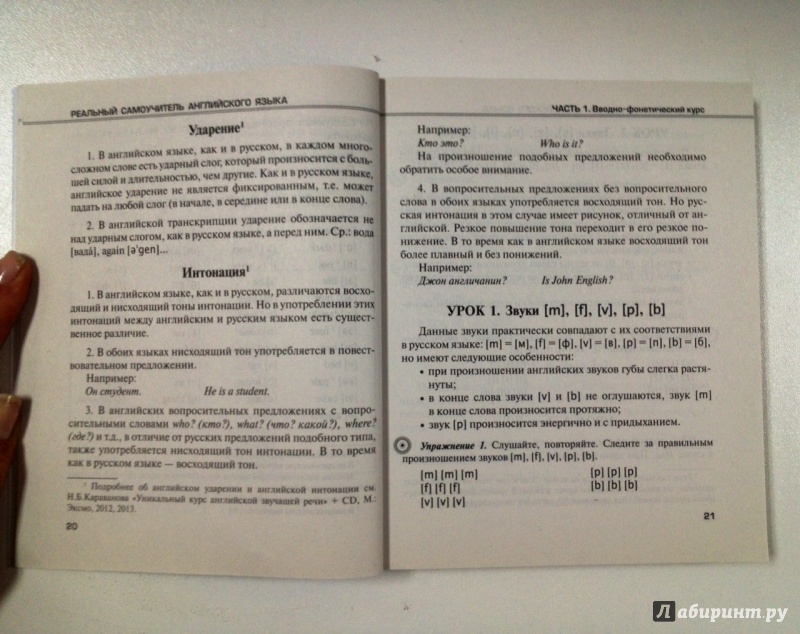 РЕАЛЬНЫЙ САМОУЧИТЕЛЬ АНГЛИЙСКОГО ЯЗЫКА
Ударение¹
1. В английском языке, как и в русском, в каждом много-
сложном слове есть ударный слог, который произносится с боль-
шей силой и длительностью, чем другие. Как и в русском языке,
английское ударение не является фиксированным, т.е. может
падать на любой слог (в начале, в середине или в конце слова).
2. В английской транскрипции ударение обозначается не
над ударным слогом, как в русском языке, а перед ним. Ср.: вода
[вадá], again [ə'gen]...
Интонация¹
1. В английском языке, как и в русском, различаются восхо-
дящий и нисходящий тоны интонации. Но в употреблении этих
интонаций между английским и русским языком есть сущест-
венное различие.
2. В обоих языках нисходящий тон употребляется в повест-
вовательном предложении.
Например:
Он студент. He is a student.
3. В английских вопросительных предложениях с вопро-
сительными словами who? (кто?), what? (что? какой?), where?
(где?) и т.д., в отличие от русских предложений подобного типа,
также употребляется нисходящий тон интонации. В то время
как в русском языке — восходящий тон.
¹ Подробнее об английском ударении и английской интонации см.
Н.Б.Караванова «Уникальный курс английской звучащей речи» + CD, М.:
Эксмо, 2012, 2013.
20
ЧАСТЬ 1. Вводно-фонетический курс
Например:
Кто это? Who is it?
На произношение подобных предложений необходимо
обратить особое внимание.
4. В вопросительных предложениях без вопросительного
слова в обоих языках употребляется восходящий тон. Но рус-
ская интонация в этом случае имеет рисунок, отличный от ан-
глийской. Резкое повышение тона переходит в его резкое по-
нижение. В то время как в английском языке восходящий тон
более плавный и без понижений.
Например:
Джон англичанин? Is John English?
УРОК 1. Звуки [m], [f], [v], [p], [b]
Данные звуки практически совпадают с их соответствиями
в русском языке: [m] = [м], [f] = [ф], [v] = [в], [p] = [п], [b] = [б],
но имеют следующие особенности:
• при произношении английских звуков губы слегка растя-
нуты;
• в конце слова звуки [v] и [b] не оглушаются, звук [m]
в конце слова произносится протяжно;
• звук [p] произносится энергично и с придыханием.
Упражнение 1. Слушайте, повторяйте. Следите за правильным
произношением звуков [m], [f], [v], [p], [b].
[m] [m] [m] [p] [p] [p]
[f] [f] [f] [b] [b] [b]
[v] [v] [v]
21
Лабиринт.ру